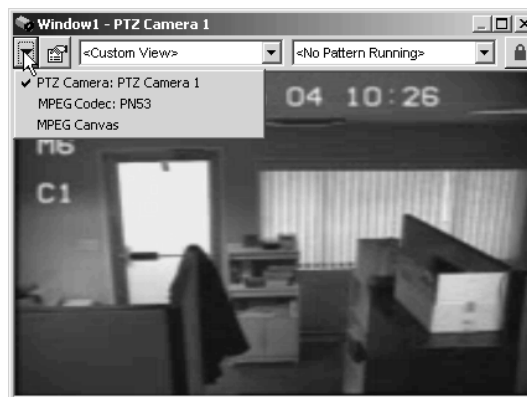 Window1 - PTZ Camera 1
<Custom View>
<No Pattern Running>
PTZ Camera: PTZ Camera 1
MPEG Codec: PN53
MPEG Canvas
04 10:26
M6
C1